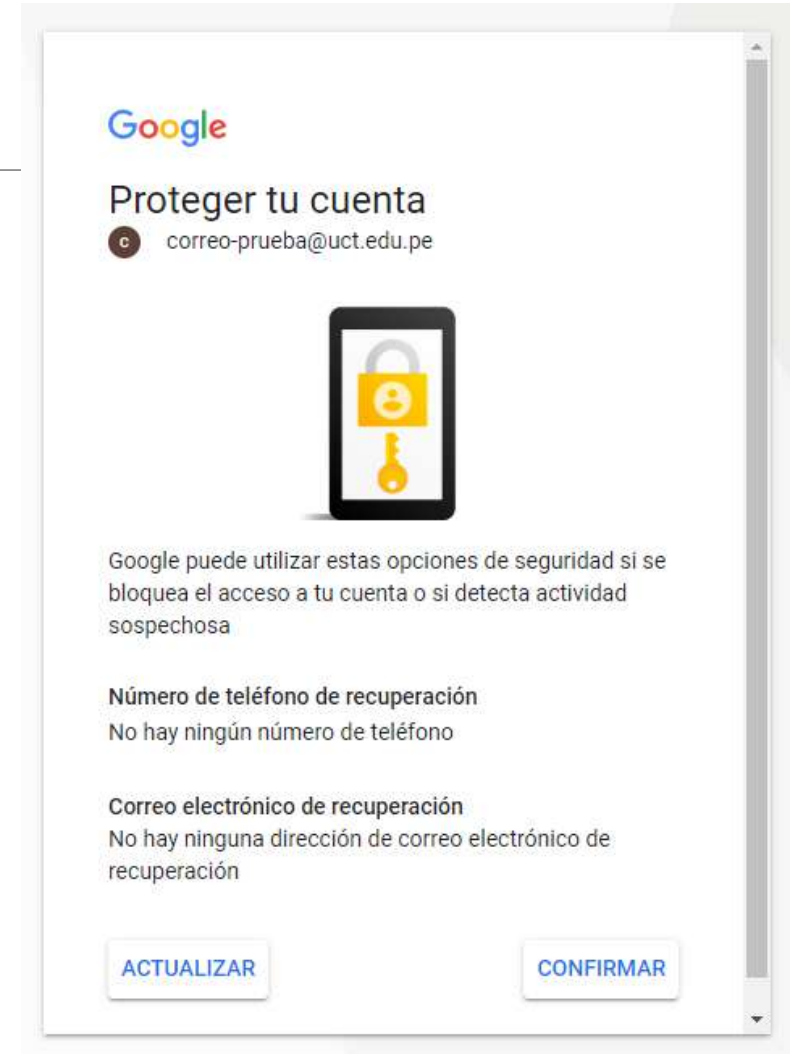 Google
Proteger tu cuenta
C correo-prueba@uct.edu.pe
Google puede utilizar estas opciones de seguridad si se
bloquea el acceso a tu cuenta o si detecta actividad
sospechosa
Número de teléfono de recuperación
No hay ningún número de teléfono
Correo electrónico de recuperación
No hay ninguna dirección de correo electrónico de
recuperación
ACTUALIZAR CONFIRMAR